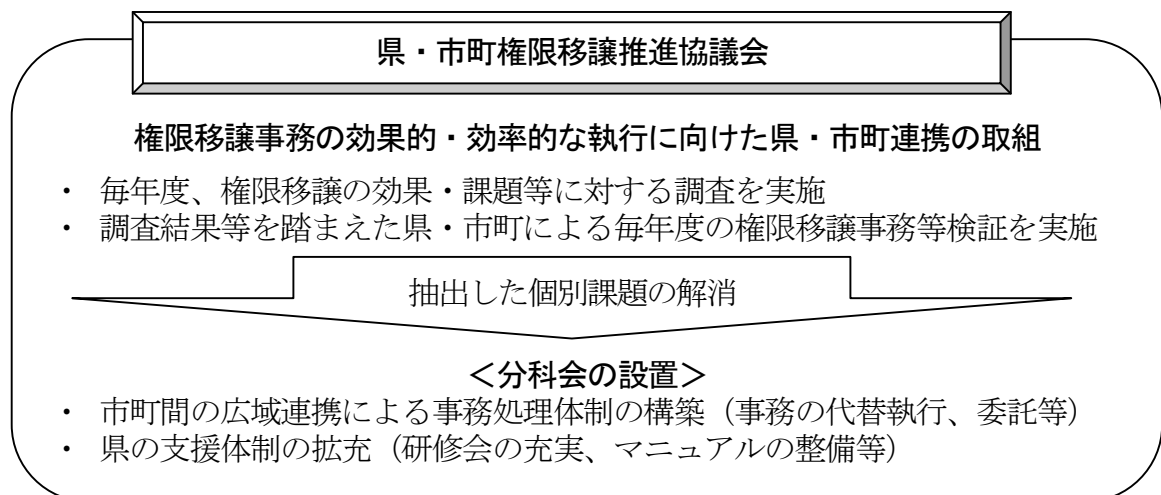 県・市町権限移譲推進協議会
権限移譲事務の効果的・効率的な執行に向けた県・市町連携の取組
・ 毎年度、権限移譲の効果・課題等に対する調査を実施
・ 調査結果等を踏まえた県・市町による毎年度の権限移譲事務等検証を実施
抽出した個別課題の解消
＜分科会の設置＞
・ 市町間の広域連携による事務処理体制の構築（事務の代替執行、委託等）
・ 県の支援体制の拡充（研修会の充実、マニュアルの整備等）